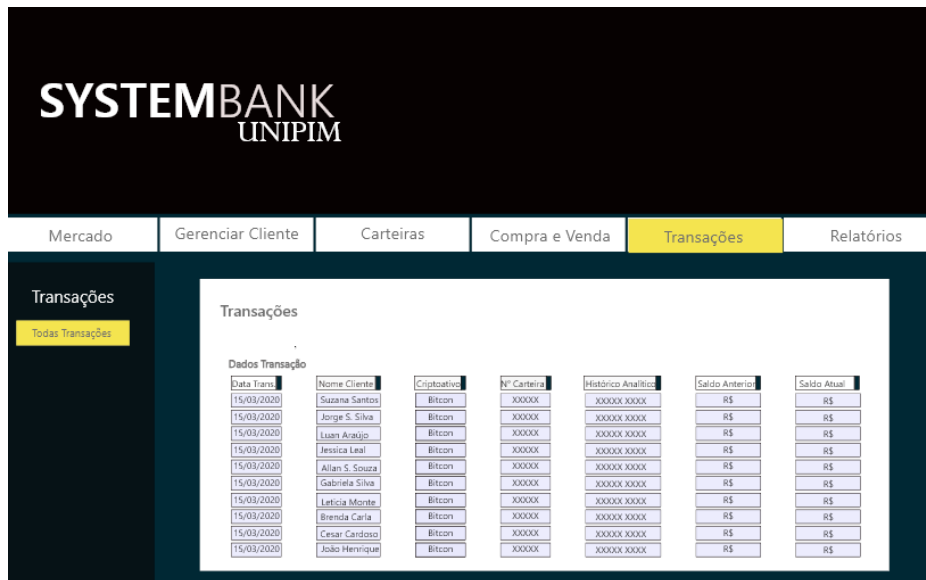 SYSTEMBANK
UNIPIM
Mercado Gerenciar Cliente Carteiras Compra e Venda Transações Relatórios
Transações
Todas Transações
Transações
Dados Transação
Data Trans. Nome Cliente Criptoativo Nº Carteira Histórico Analítico Saldo Anterior Saldo Atual
15/03/2020 Suzana Santos Bitcon XXXXX XXXXX XXXX R$ R$
15/03/2020 Jorge S. Silva Bitcon XXXXX XXXXX XXXX R$ R$
15/03/2020 Luan Araújo Bitcon XXXXX XXXXX XXXX R$ R$
15/03/2020 Jessica Leal Bitcon XXXXX XXXXX XXXX R$ R$
15/03/2020 Allan S. Souza Bitcon XXXXX XXXXX XXXX R$ R$
15/03/2020 Gabriela Silva Bitcon XXXXX XXXXX XXXX R$ R$
15/03/2020 Leticia Monte Bitcon XXXXX XXXXX XXXX R$ R$
15/03/2020 Brenda Carla Bitcon XXXXX XXXXX XXXX R$ R$
15/03/2020 Cesar Cardoso Bitcon XXXXX XXXXX XXXX R$ R$
15/03/2020 João Henrique Bitcon XXXXX XXXXX XXXX R$ R$